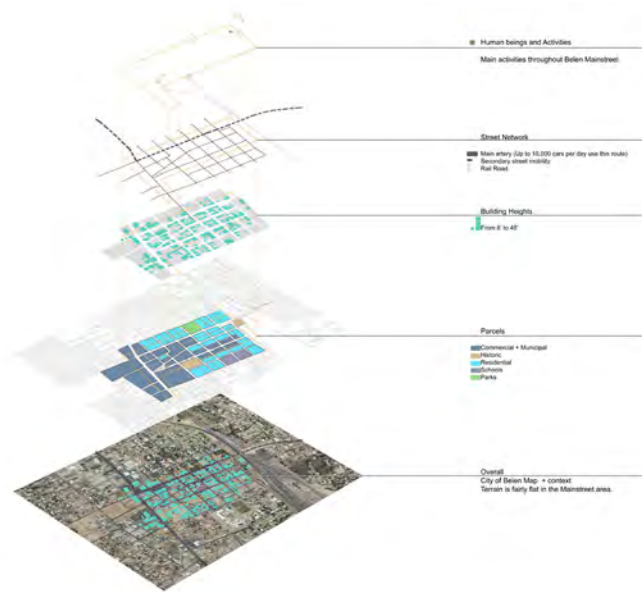 Human beings and Activities
Main activities throughout Belen Mainstreet.
Street Network
Main artery (Up to 10,000 cars per day use this route)
Secondary street mobility
Rail Road
Building Heights
From 8' to 45'
Parcels
Commercial + Municipal
Historic
Residential
Schools
Parks
Overall
City of Belen Map + context
Terrain is fairly flat in the Mainstreet area.